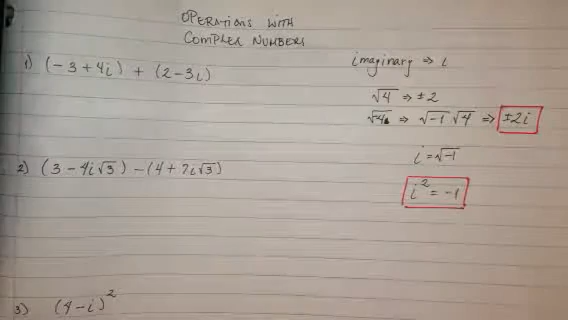 OPERATIONS WITH
COMPLEX NUMBERS
1) (-3+4i) + (2-3i)
imaginary ⇒ i
√4 ⇒ ±2
√4 ⇒ √-1 √4 ⇒ ±2i
i = √-1
i² = -1
2) (3-4i√3) - (4+7i√3)
3) (4-i)²